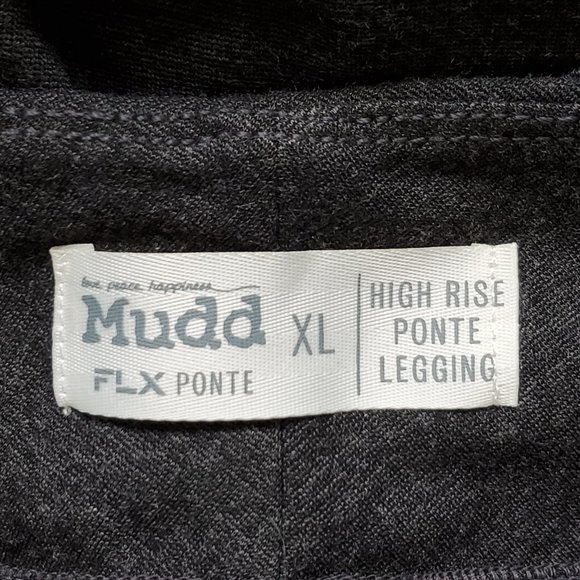 love peace happiness
Mudd
FLX PONTE
XL
HIGH RISE
PONTE
LEGGING